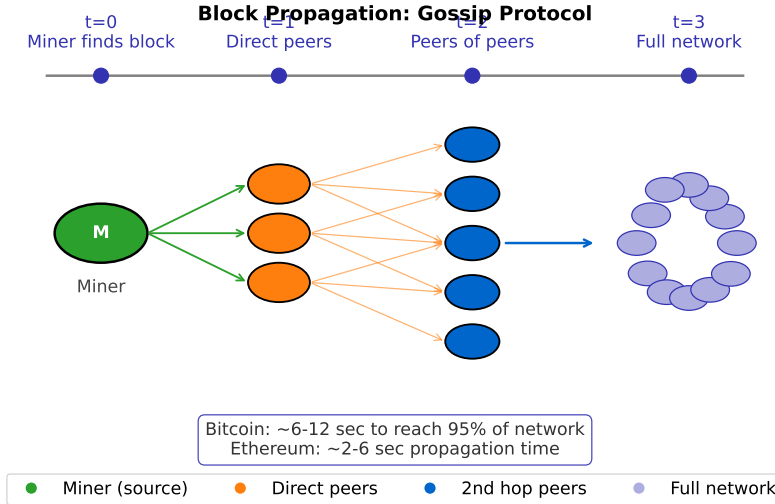 Block Propagation: Gossip Protocol
t=0 t=1 t=2 t=3
Miner finds block Direct peers Peers of peers Full network
M
Miner
Bitcoin: ~6-12 sec to reach 95% of network
Ethereum: ~2-6 sec propagation time
Miner (source) Direct peers 2nd hop peers Full network